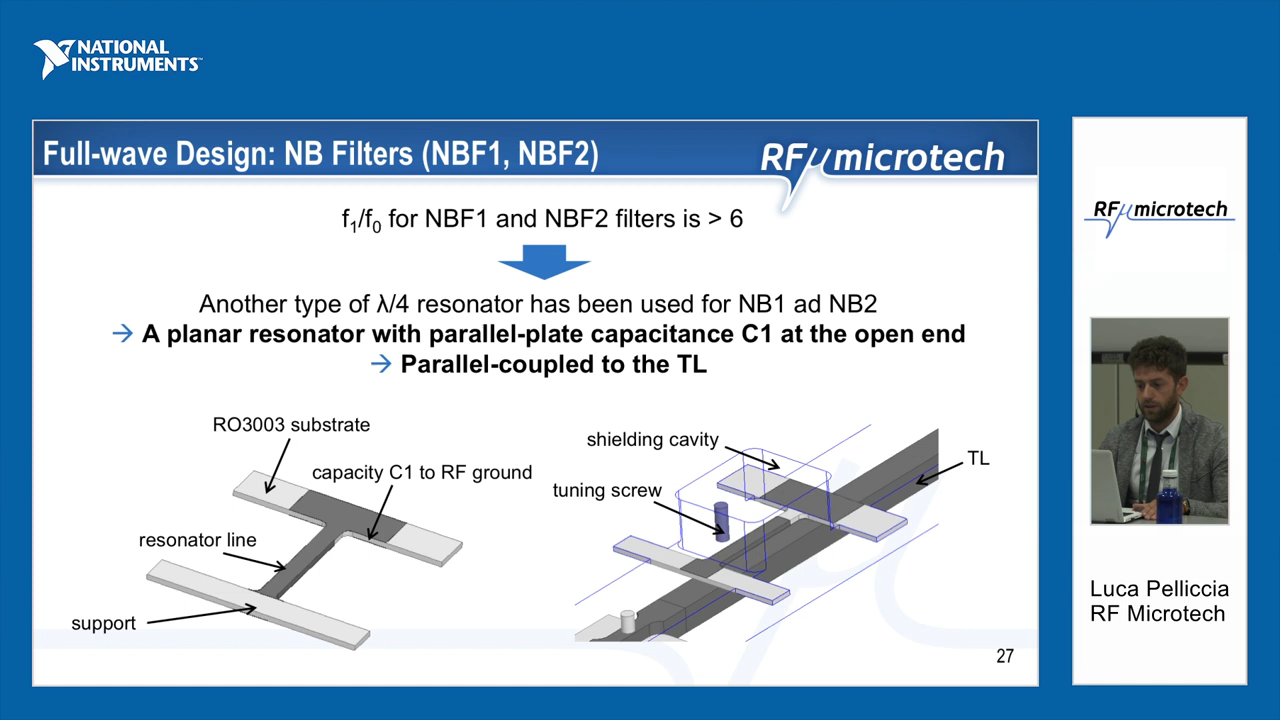 NATIONAL
INSTRUMENTS™
Full-wave Design: NB Filters (NBF1, NBF2)
RFμmicrotech
f1/f0 for NBF1 and NBF2 filters is > 6
Another type of λ/4 resonator has been used for NB1 ad NB2
→ A planar resonator with parallel-plate capacitance C1 at the open end
→ Parallel-coupled to the TL
RO3003 substrate
capacity C1 to RF ground
resonator line
support
shielding cavity
tuning screw
TL
27
RFμmicrotech
Luca Pelliccia
RF Microtech